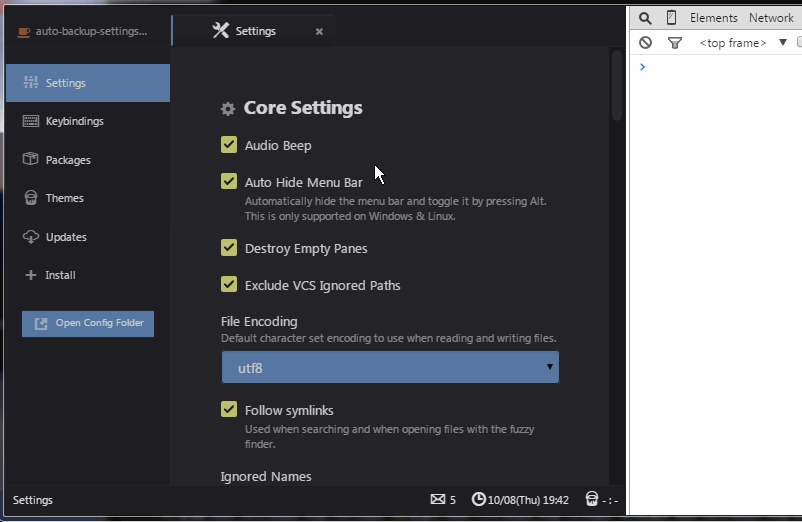 auto-backup-settings...
Settings
Elements Network
<top frame>
Settings
Keybindings
Packages
Themes
Updates
Install
Open Config Folder
Core Settings
Audio Beep
Auto Hide Menu Bar
Automatically hide the menu bar and toggle it by pressing Alt.
This is only supported on Windows & Linux.
Destroy Empty Panes
Exclude VCS Ignored Paths
File Encoding
Default character set encoding to use when reading and writing files.
utf8
Follow symlinks
Used when searching and when opening files with the fuzzy
finder.
Ignored Names
Settings
5
10/08(Thu) 19:42
-:-